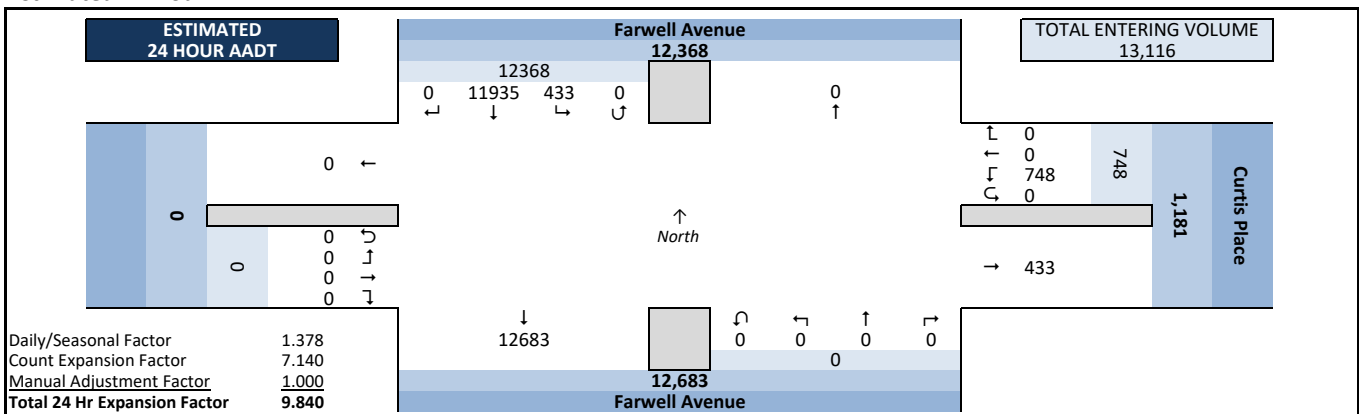 ESTIMATED
24 HOUR AADT
Farwell Avenue
12,368
TOTAL ENTERING VOLUME
13,116
12368
0 11935 433 0
↵ ↓ ↳ ⮍
0
↑
0 ←
0
0
0 ⮌
0 ⬏
0 →
0 ⬎
↑
North
↱ 0
← 0
↰ 748
⮎ 0
748
1,181
Curtis Place
→ 433
↓
12683
⮏ ↰ ↑ ↱
0 0 0 0
0
12,683
Farwell Avenue
Daily/Seasonal Factor 1.378
Count Expansion Factor 7.140
Manual Adjustment Factor 1.000
Total 24 Hr Expansion Factor 9.840